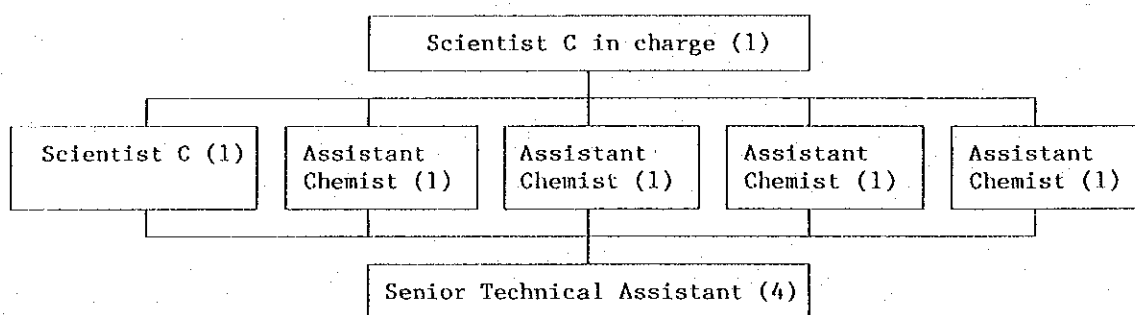 Scientist C in charge (1)
Scientist C (1)
Assistant
Chemist (1)
Assistant
Chemist (1)
Assistant
Chemist (1)
Assistant
Chemist (1)
Senior Technical Assistant (4)